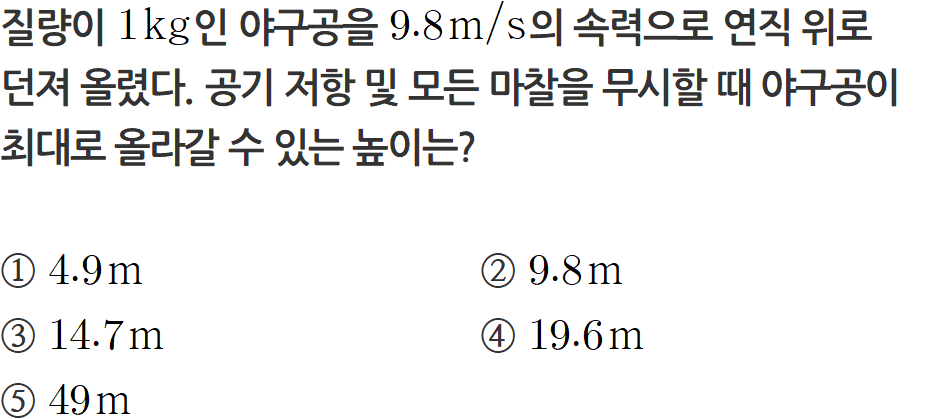 질량이 1kg인 야구공을 9.8m/s의 속력으로 연직 위로
던져 올렸다. 공기 저항 및 모든 마찰을 무시할 때 야구공이
최대로 올라갈 수 있는 높이는?
① 4.9m ② 9.8m
③ 14.7m ④ 19.6m
⑤ 49m